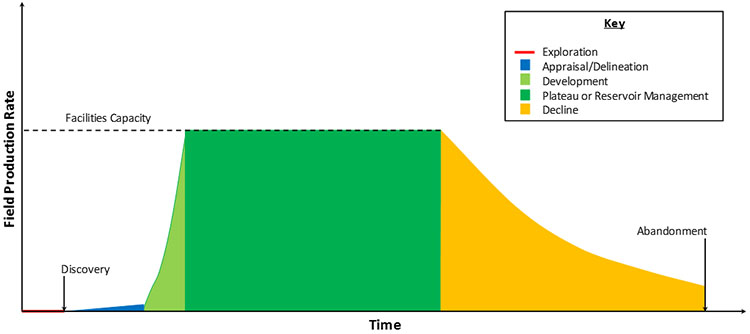 Key
Exploration
Appraisal/Delineation
Development
Plateau or Reservoir Management
Decline
Field Production Rate
Facilities Capacity
Discovery
Abandonment
Time